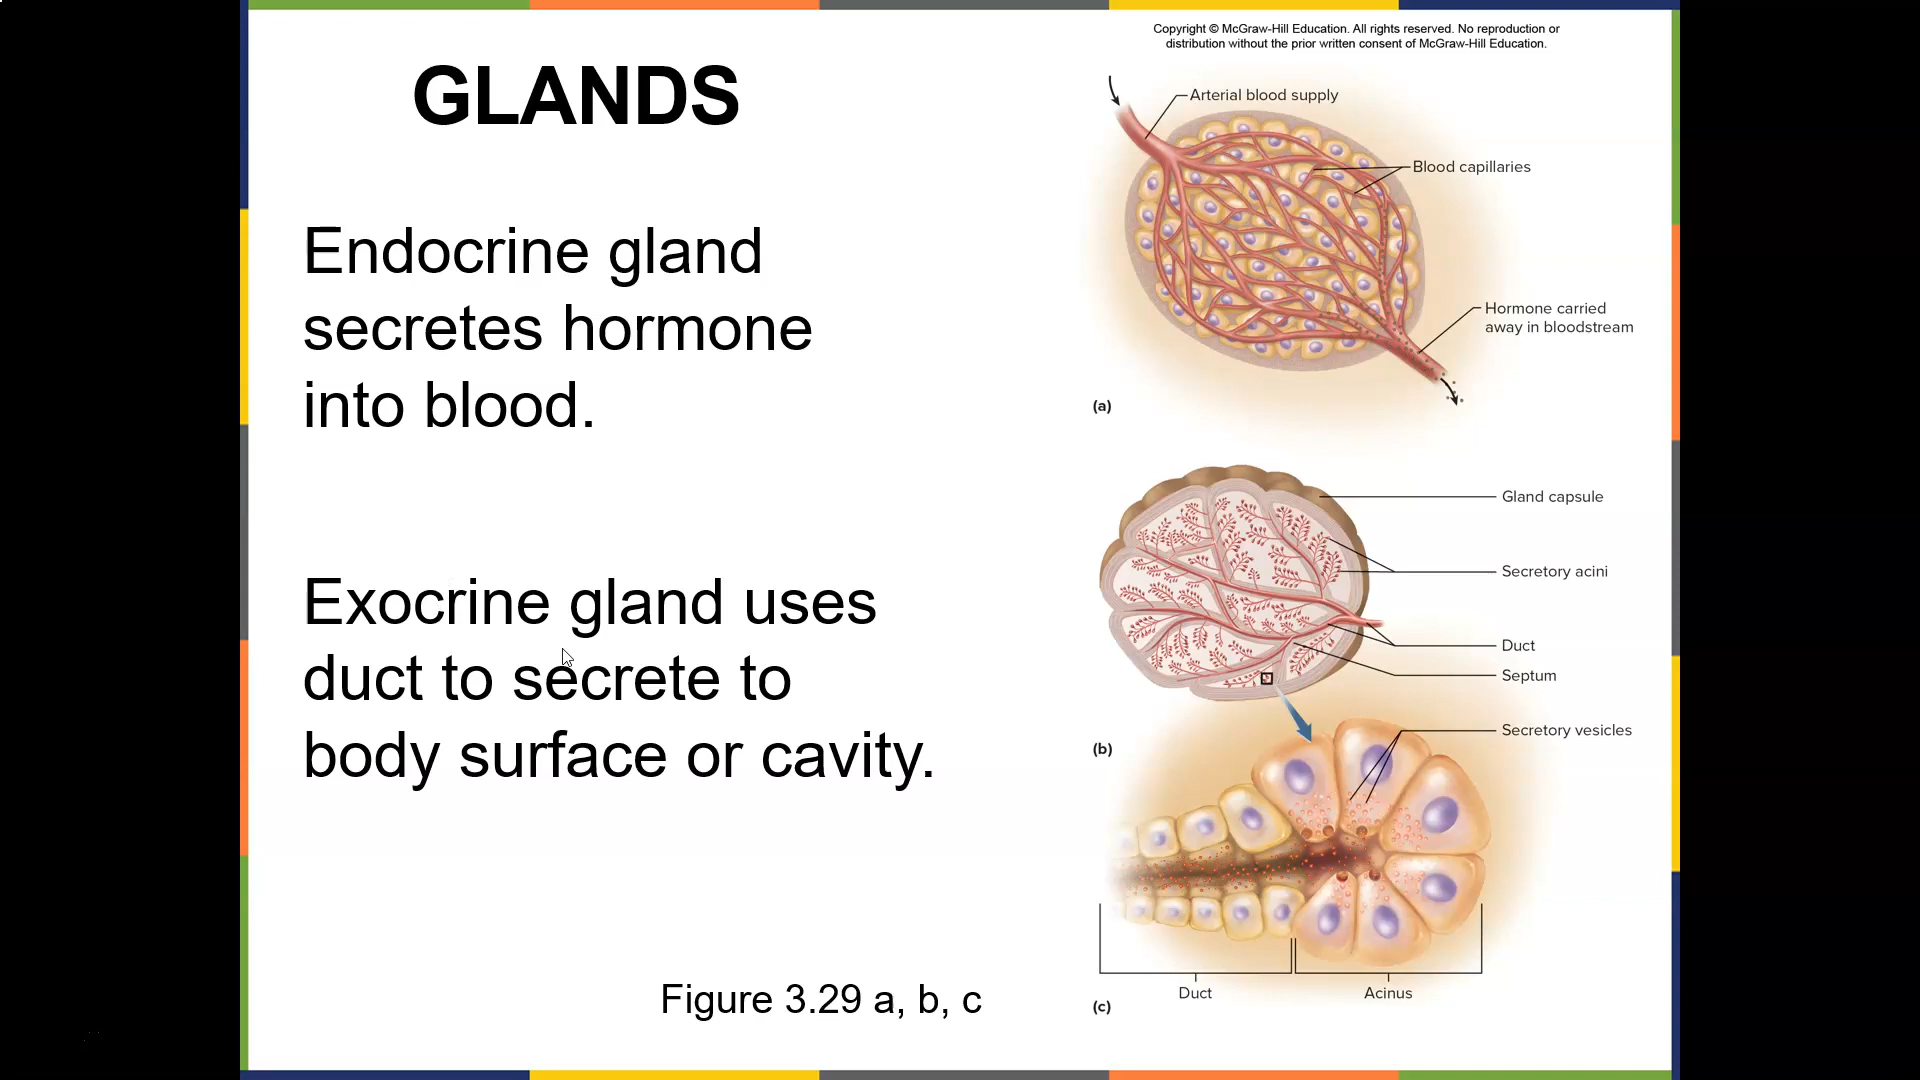 GLANDS
Endocrine gland
secretes hormone
into blood.
Exocrine gland uses
duct to secrete to
body surface or cavity.
Figure 3.29 a, b, c
Copyright © McGraw-Hill Education. All rights reserved. No reproduction or
distribution without the prior written consent of McGraw-Hill Education.
Arterial blood supply
Blood capillaries
Hormone carried
away in bloodstream
(a)
Gland capsule
Secretory acini
Duct
Septum
(b)
Secretory vesicles
Duct
Acinus
(c)